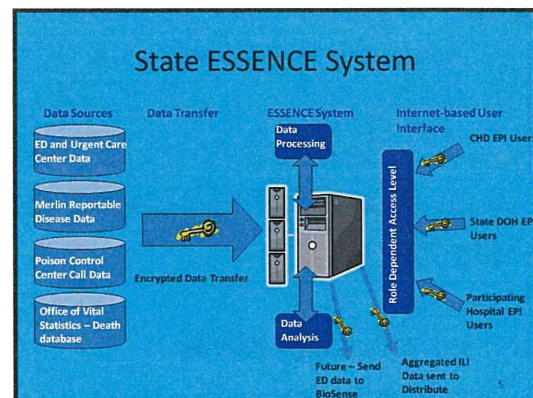 State ESSENCE System
Data Sources
Data Transfer
ESSENCE System
Internet-based User
Interface
ED and Urgent Care
Center Data
Merlin Reportable
Disease Data
Poison Control
Center Call Data
Office of Vital
Statistics – Death
database
Encrypted Data Transfer
Data
Processing
Data
Analysis
Role Dependent Access Level
CHD EPI Users
State DOH EPI
Users
Participating
Hospital EPI
Users
Future – Send
ED data to
BioSense
Aggregated ILI
Data sent to
Distribute
5